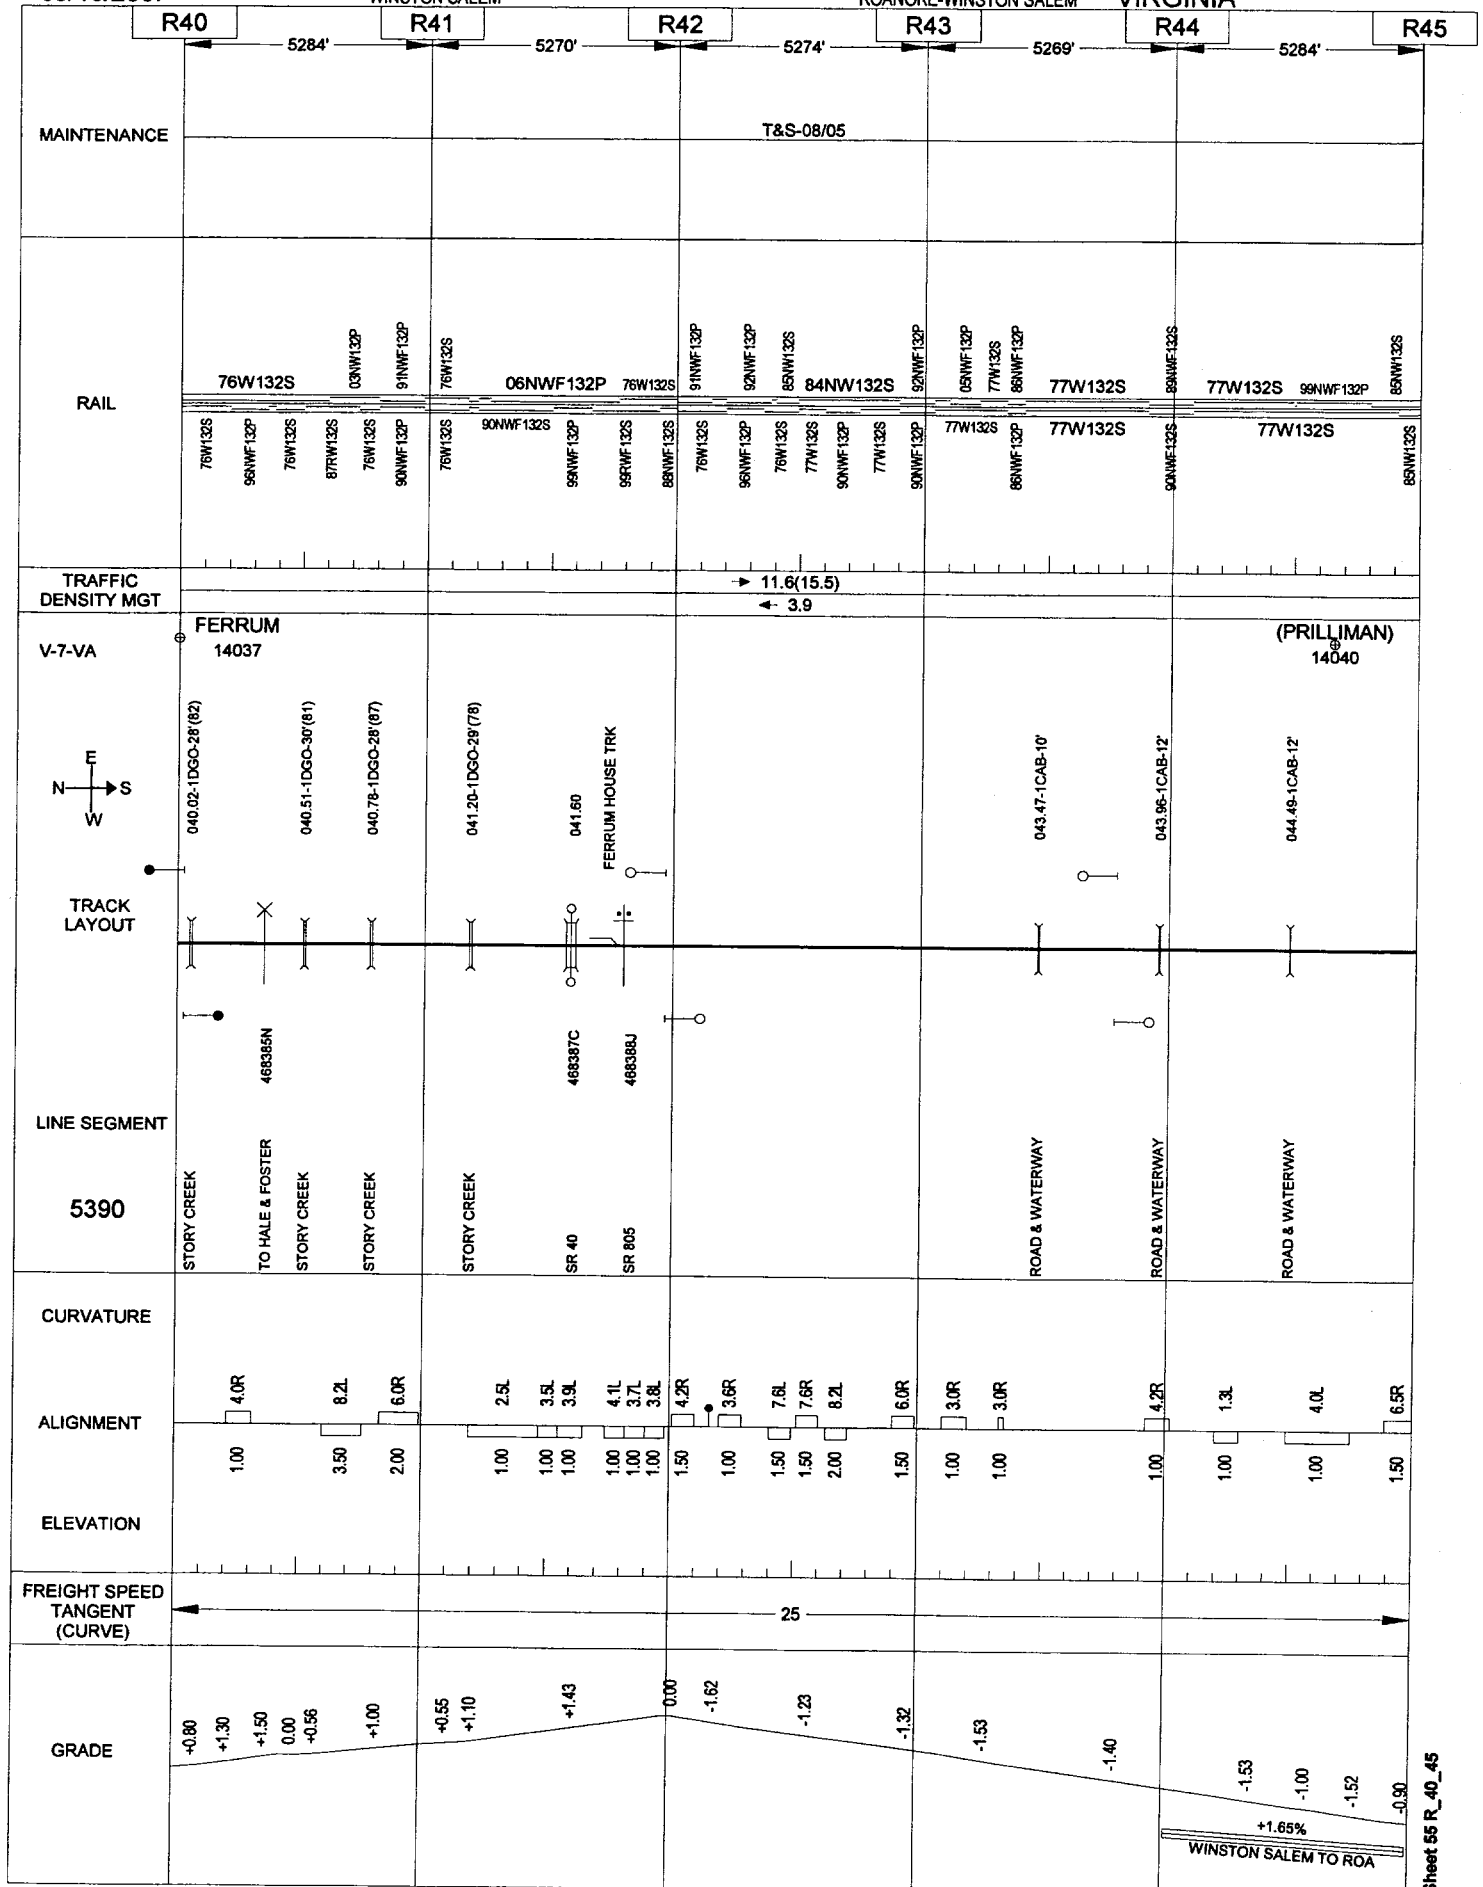 WINSTON SALEM
ROANORE-WINSTON SALEM VIRGINIA
R40 R41 R42 R43 R44 R45
5284' 5270' 5274' 5269' 5284'
MAINTENANCE
T&S-08/05
RAIL
03NW132P 91NWF132P 76W132S 91NWF132P 92NWF132P 85NW132S 92NWF132P 05NWF132P 77W132S 86NWF132P 89NWF132S 85NW132S
76W132S 06NWF132P 76W132S 84NW132S 77W132S 77W132S 99NWF132P
76W132S 96NWF132P 76W132S 87RW132S 76W132S 90NWF132P 76W132S 90NWF132S 99NWF132P 99RWF132S 88NWF132S 76W132S 96NWF132P 76W132S 77W132S 90NWF132P 77W132S 90NWF132P 77W132S 86NWF132P 77W132S 90NWF132S 77W132S 85NW132S
TRAFFIC
DENSITY MGT
11.6(15.5)
3.9
V-7-VA
FERRUM
14037
(PRILLIMAN)
14040
E
N S
W
040.02-1DGO-28'(82)
040.51-1DGO-30'(81)
040.78-1DGO-28'(87)
041.20-1DGO-29'(78)
041.60
FERRUM HOUSE TRK
043.47-1CAB-10'
043.96-1CAB-12'
044.49-1CAB-12'
TRACK
LAYOUT
468385N
468387C
468388J
LINE SEGMENT
5390
STORY CREEK
TO HALE & FOSTER
STORY CREEK
STORY CREEK
STORY CREEK
SR 40
SR 805
ROAD & WATERWAY
ROAD & WATERWAY
ROAD & WATERWAY
CURVATURE
ALIGNMENT
4.0R 8.2L 6.0R 2.5L 3.5L 3.9L 4.1L 3.7L 3.8L 4.2R 3.6R 7.6L 7.6R 8.2L 6.0R 3.0R 3.0R 4.2R 1.3L 4.0L 6.5R
1.00 3.50 2.00 1.00 1.00 1.00 1.00 1.00 1.00 1.50 1.00 1.50 1.50 2.00 1.50 1.00 1.00 1.00 1.00 1.00 1.50
ELEVATION
FREIGHT SPEED
TANGENT
(CURVE)
25
GRADE
+0.80 +1.30 +1.50 0.00 +0.56 +1.00 +0.55 +1.10 +1.43 0.00 -1.62 -1.23 -1.32 -1.53 -1.40 -1.53 -1.00 -1.52 -0.90
+1.65%
WINSTON SALEM TO ROA
Sheet 55 R_40_45